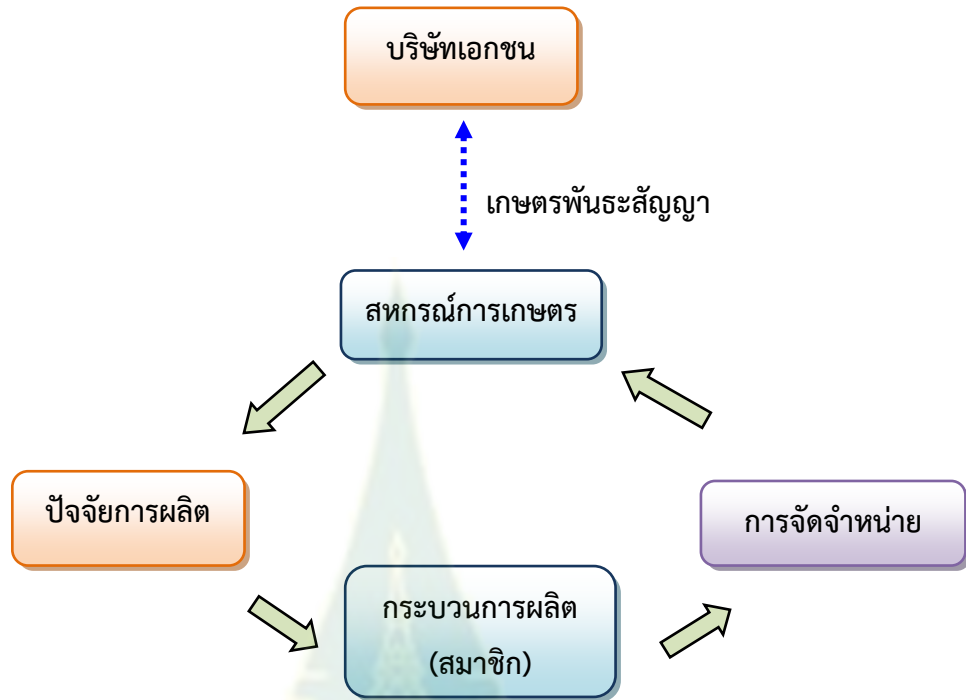 บริษัทเอกชน
เกษตรพันธะสัญญา
สหกรณ์การเกษตร
ปัจจัยการผลิต
การจัดจำหน่าย
กระบวนการผลิต
(สมาชิก)